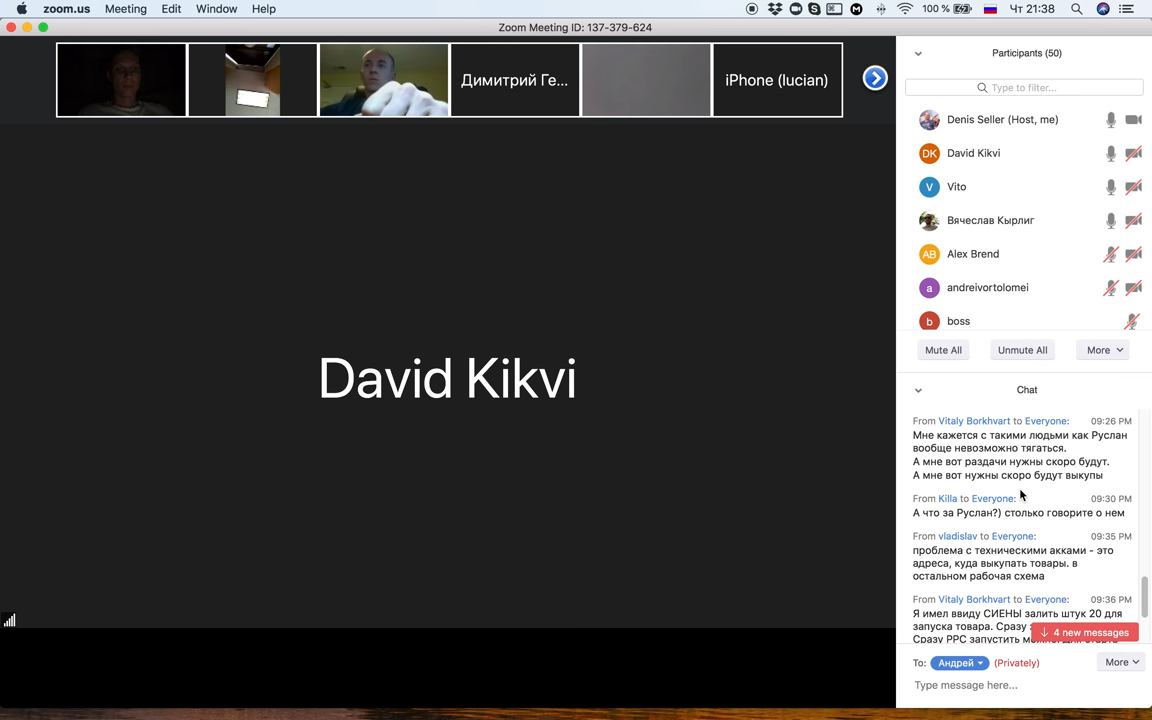 zoom.us Meeting Edit Window Help
100 % Чт 21:38
Zoom Meeting ID: 137-379-624
Димитрий Ге...
iPhone (lucian)
David Kikvi
Participants (50)
Type to filter...
Denis Seller (Host, me)
DK David Kikvi
V Vito
Вячеслав Кырлиг
AB Alex Brend
a andreivortolomei
b boss
Mute All Unmute All More
Chat
From Vitaly Borkhvart to Everyone: 09:26 PM
Мне кажется с такими людьми как Руслан
вообще невозможно тягаться.
А мне вот раздачи нужны скоро будут.
А мне вот нужны скоро будут выкупы
From Killa to Everyone: 09:30 PM
А что за Руслан?) столько говорите о нем
From vladislav to Everyone: 09:35 PM
проблема с техническими акками - это
адреса, куда выкупать товары. в
остальном рабочая схема
From Vitaly Borkhvart to Everyone: 09:36 PM
Я имел ввиду СИЕНЫ залить штук 20 для
запуска товара. Сразу
Сразу PPC запустить
4 new messages
To: Андрей (Privately) More
Type message here...